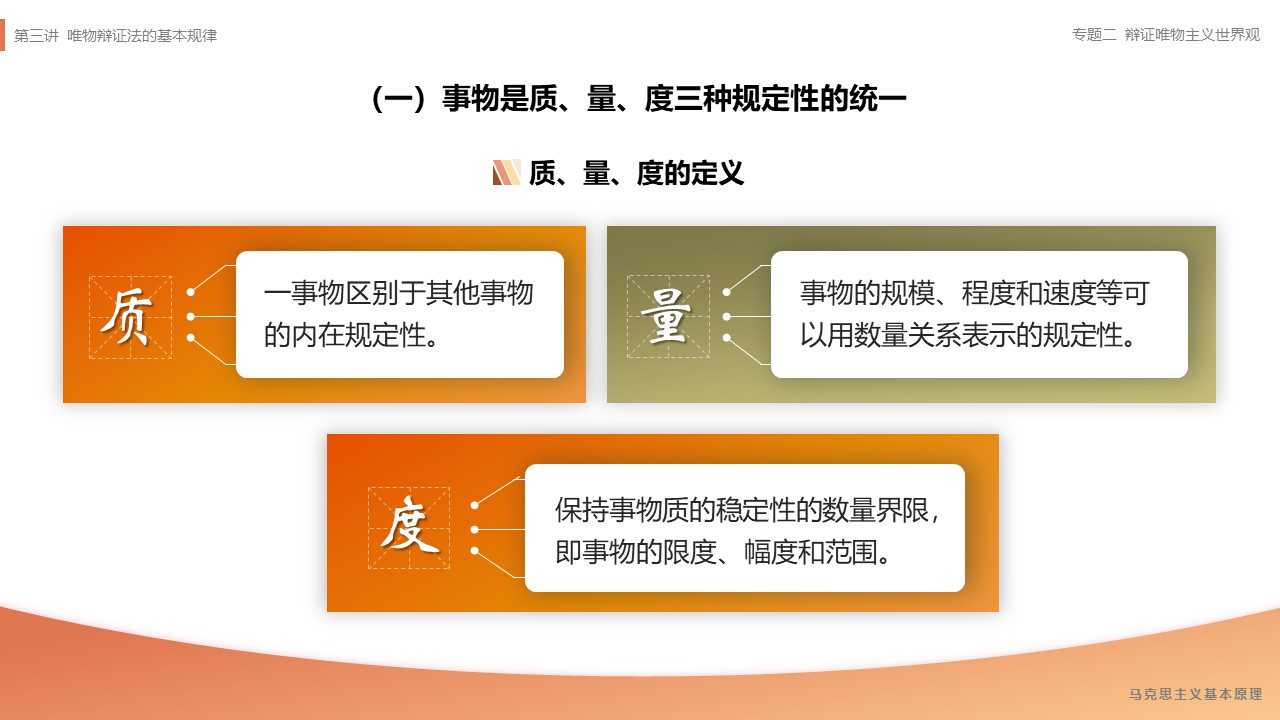 第三讲 唯物辩证法的基本规律
专题二 辩证唯物主义世界观
（一）事物是质、量、度三种规定性的统一
质、量、度的定义
质
一事物区别于其他事物
的内在规定性。
量
事物的规模、程度和速度等可
以用数量关系表示的规定性。
度
保持事物质的稳定性的数量界限，
即事物的限度、幅度和范围。
马克思主义基本原理